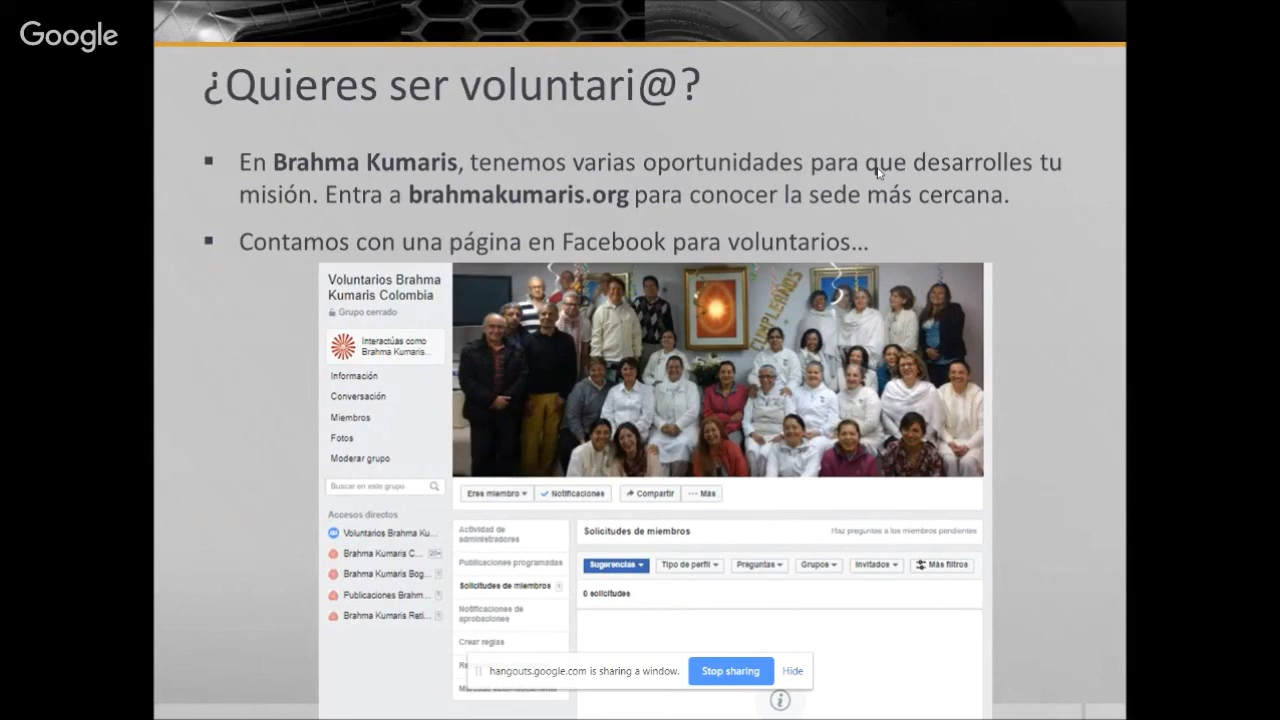 Google
¿Quieres ser voluntari@?
▪ En Brahma Kumaris, tenemos varias oportunidades para que desarrolles tu
misión. Entra a brahmakumaris.org para conocer la sede más cercana.
▪ Contamos con una página en Facebook para voluntarios…
Voluntarios Brahma
Kumaris Colombia
Grupo cerrado
Interactúas como
Brahma Kumaris...
Información
Conversación
Miembros
Fotos
Moderar grupo
Buscar en este grupo
Accesos directos
Voluntarios Brahma Ku...
Brahma Kumaris C... 20+
Brahma Kumaris Bog... 1
Publicaciones Brahm... 1
Brahma Kumaris Reti... 1
CUMPLEAÑOS
Eres miembro Notificaciones Compartir ··· Más
Actividad de
administradores
Publicaciones programadas
Solicitudes de miembros 1
Notificaciones de
aprobaciones
Crear reglas
Solicitudes de miembros Haz preguntas a los miembros pendientes
Sugerencias Tipo de perfil Preguntas Grupos Invitados Más filtros
0 solicitudes
hangouts.google.com is sharing a window. Stop sharing Hide